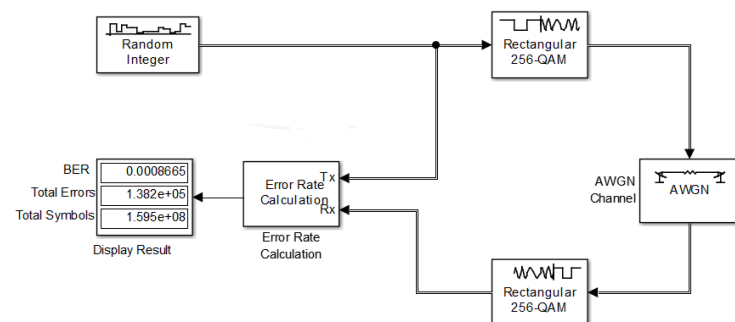 Random
Integer
Rectangular
256-QAM
BER
0.0008665
Total Errors
1.382e+05
Total Symbols
1.595e+08
Display Result
Tx
Error Rate
Calculation
Rx
Error Rate
Calculation
AWGN
Channel
AWGN
Rectangular
256-QAM